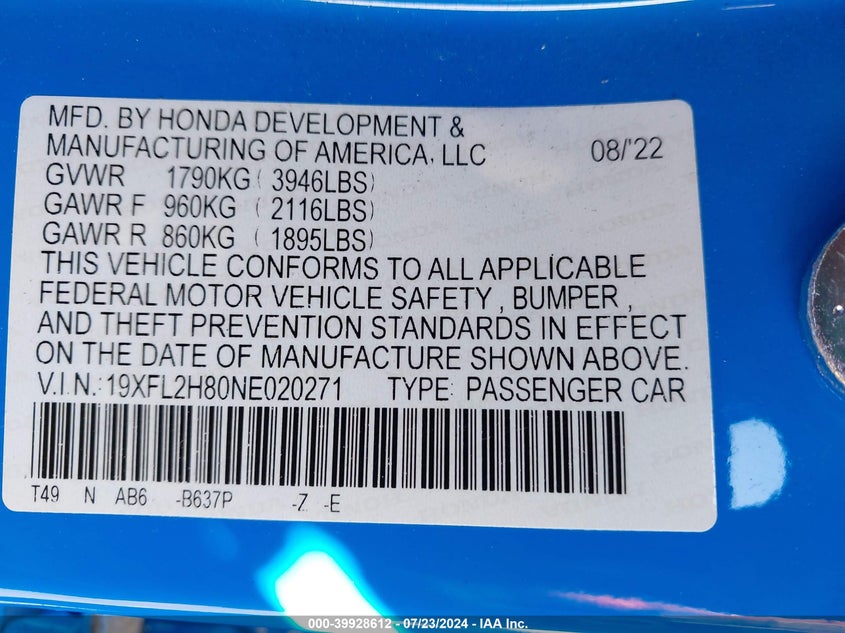 MFD. BY HONDA DEVELOPMENT &
MANUFACTURING OF AMERICA, LLC 08/'22
GVWR 1790KG ( 3946LBS)
GAWR F 960KG ( 2116LBS)
GAWR R 860KG ( 1895LBS)
THIS VEHICLE CONFORMS TO ALL APPLICABLE
FEDERAL MOTOR VEHICLE SAFETY , BUMPER ,
AND THEFT PREVENTION STANDARDS IN EFFECT
ON THE DATE OF MANUFACTURE SHOWN ABOVE.
V.I.N.: 19XFL2H80NE020271 TYPE: PASSENGER CAR
T49 N AB6 -B637P -Z -E
000-39928612 / 07/23/2024 - IAA Inc.